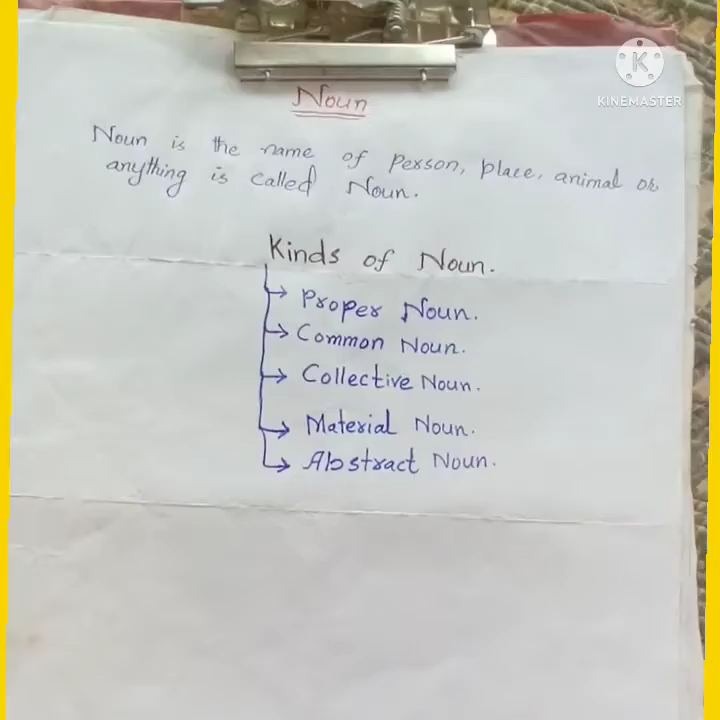 Noun
KINEMASTER
Noun is the name of person, place, animal or
anything is called Noun.
Kinds of Noun.
Proper Noun.
Common Noun.
Collective Noun.
Material Noun.
Abstract Noun.